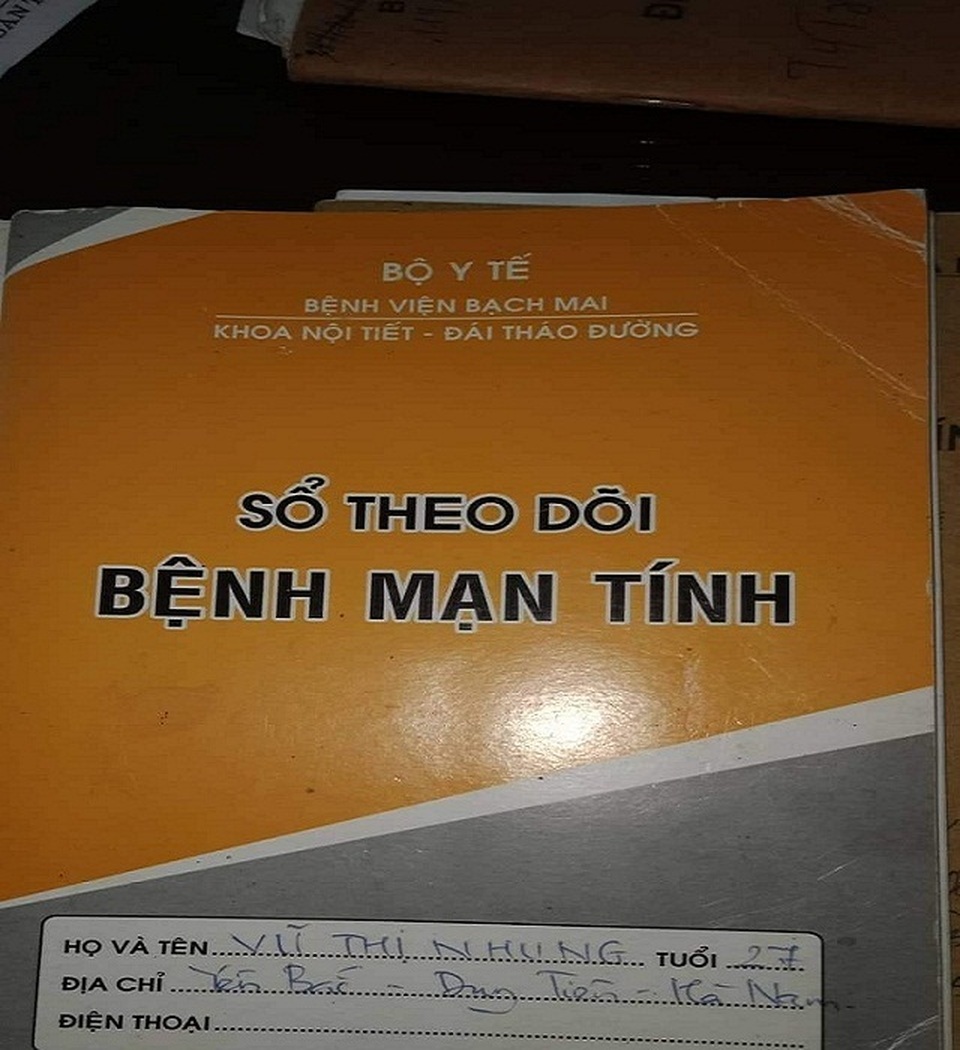 BỘ Y TẾ
BỆNH VIỆN BẠCH MAI
KHOA NỘI TIẾT - ĐÁI THÁO ĐƯỜNG
SỔ THEO DÕI
BỆNH MẠN TÍNH
HỌ VÀ TÊN VŨ THỊ NHUNG TUỔI 27
ĐỊA CHỈ Yên Bắc - Duy Tiên - Hà Nam
ĐIỆN THOẠI